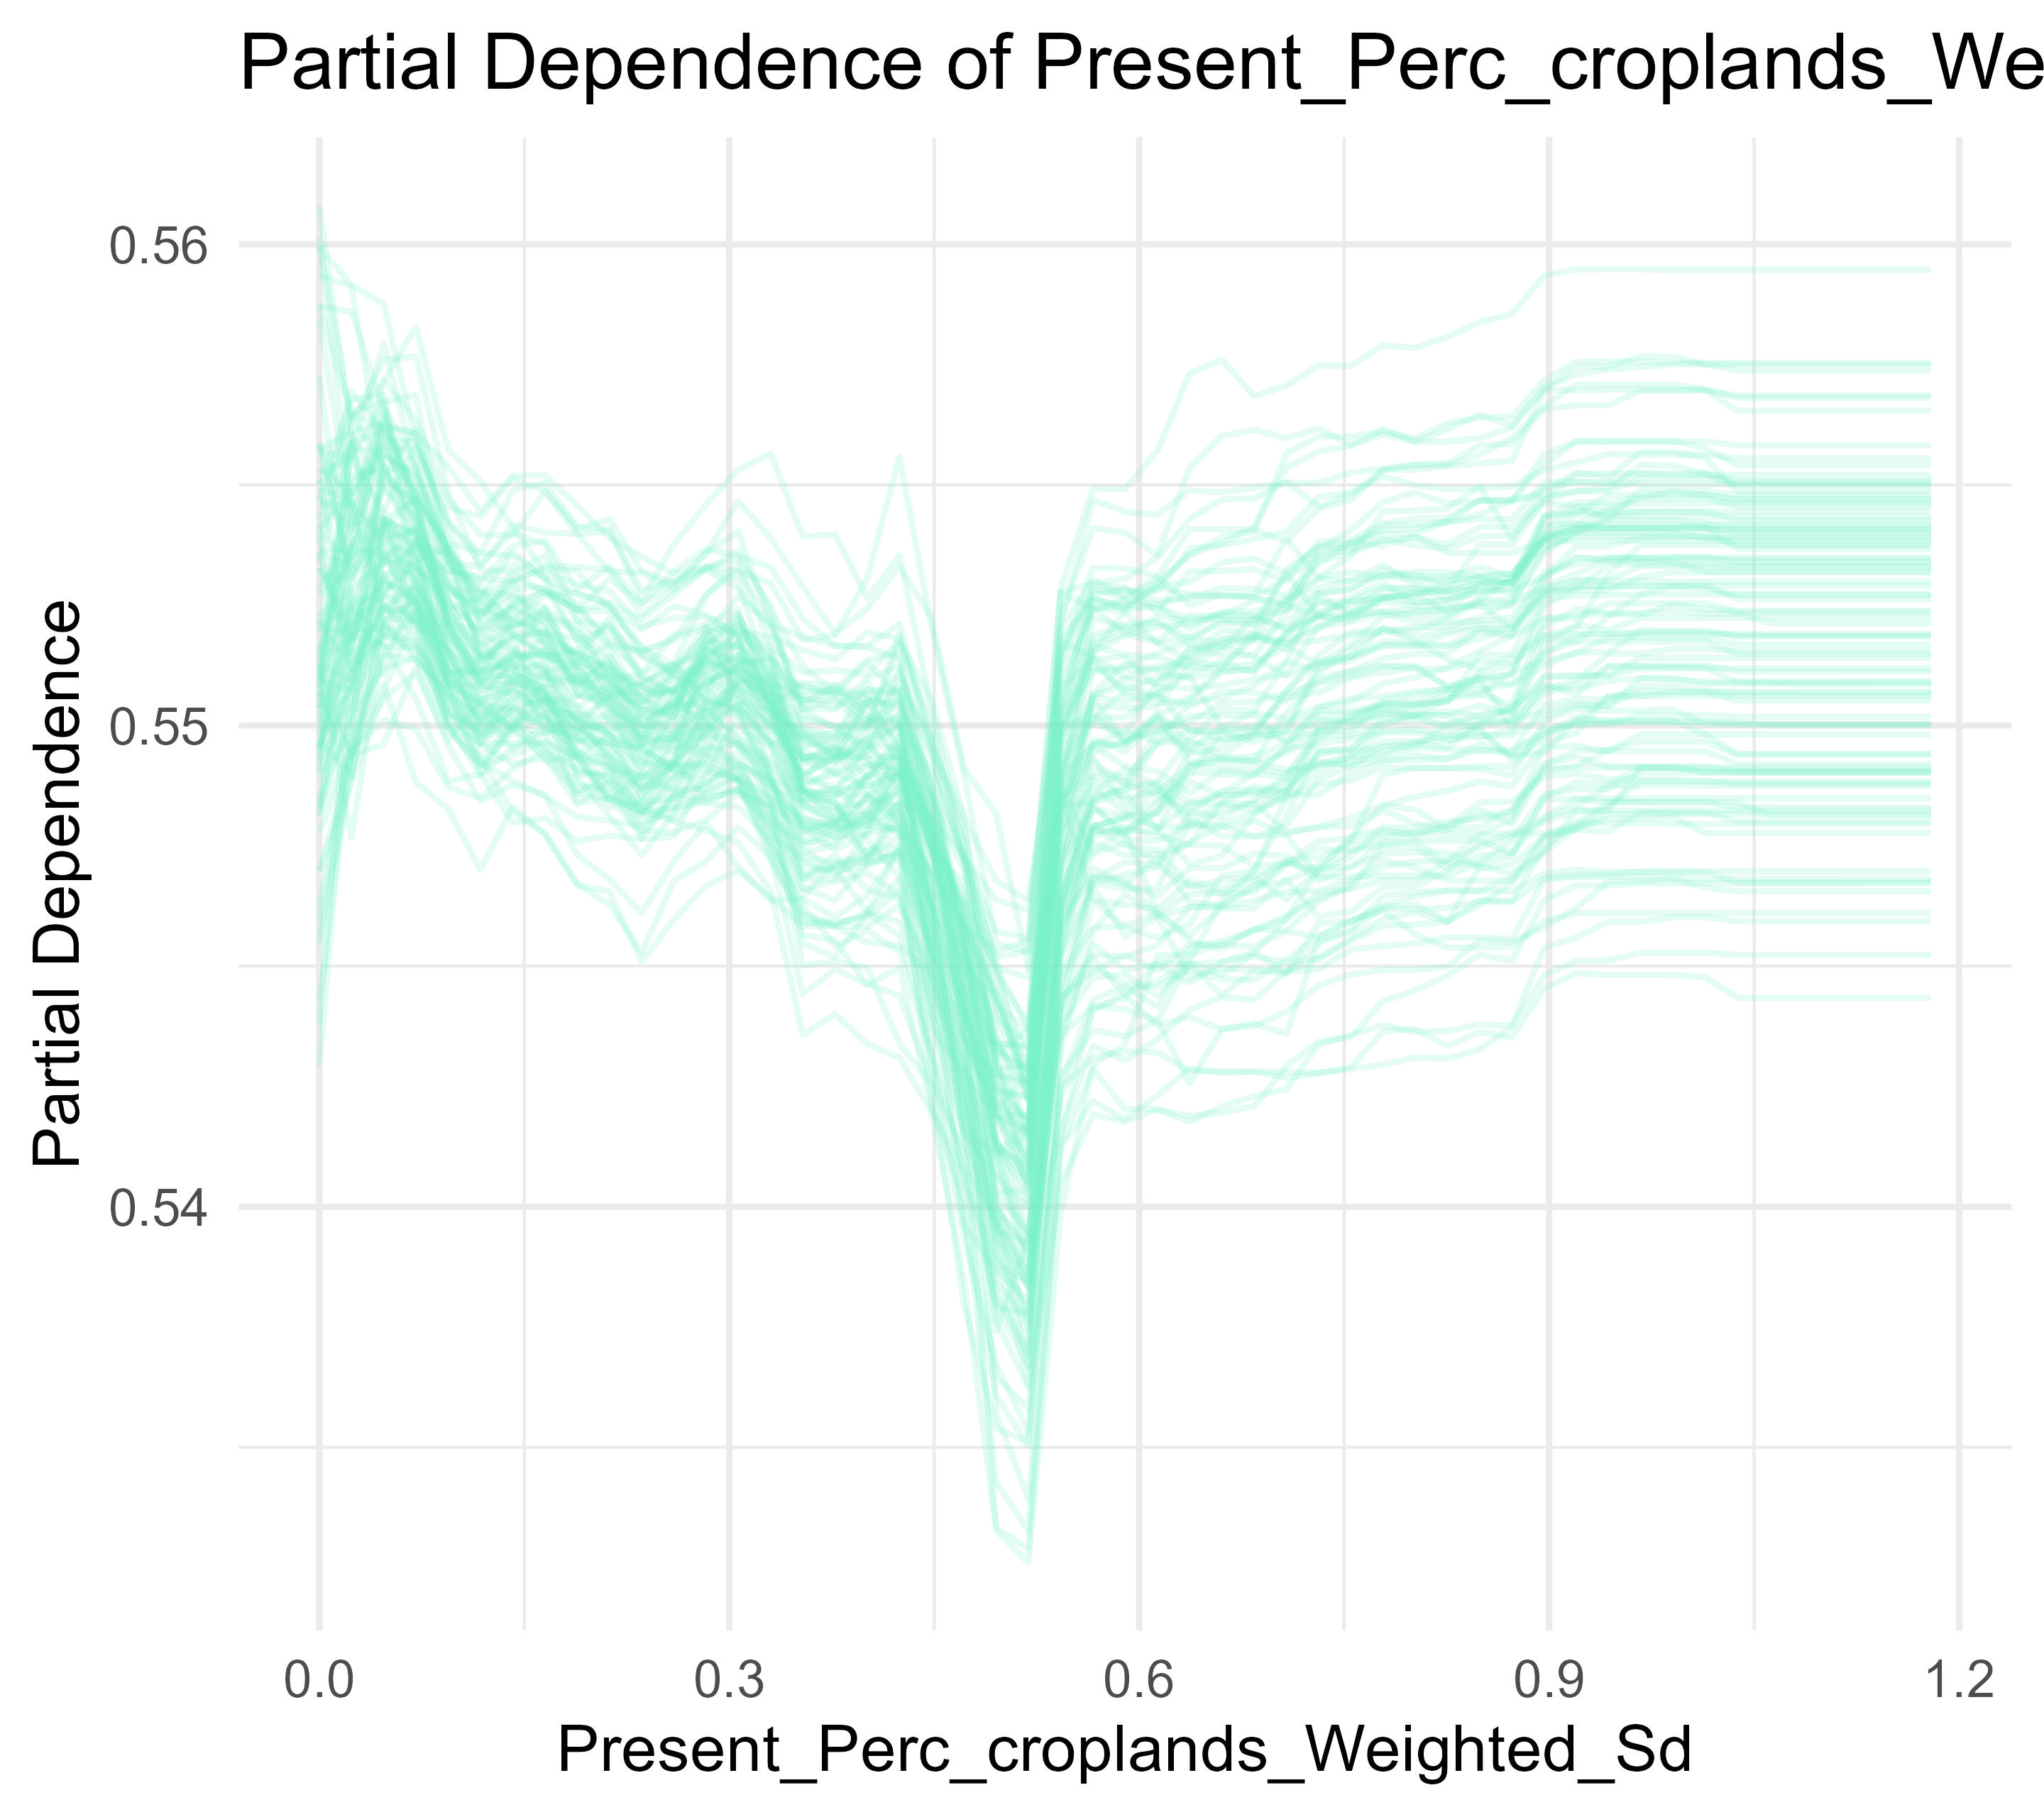 Partial Dependence of Present_Perc_croplands_We
0.56
0.55
0.54
Partial Dependence
0.0 0.3 0.6 0.9 1.2
Present_Perc_croplands_Weighted_Sd